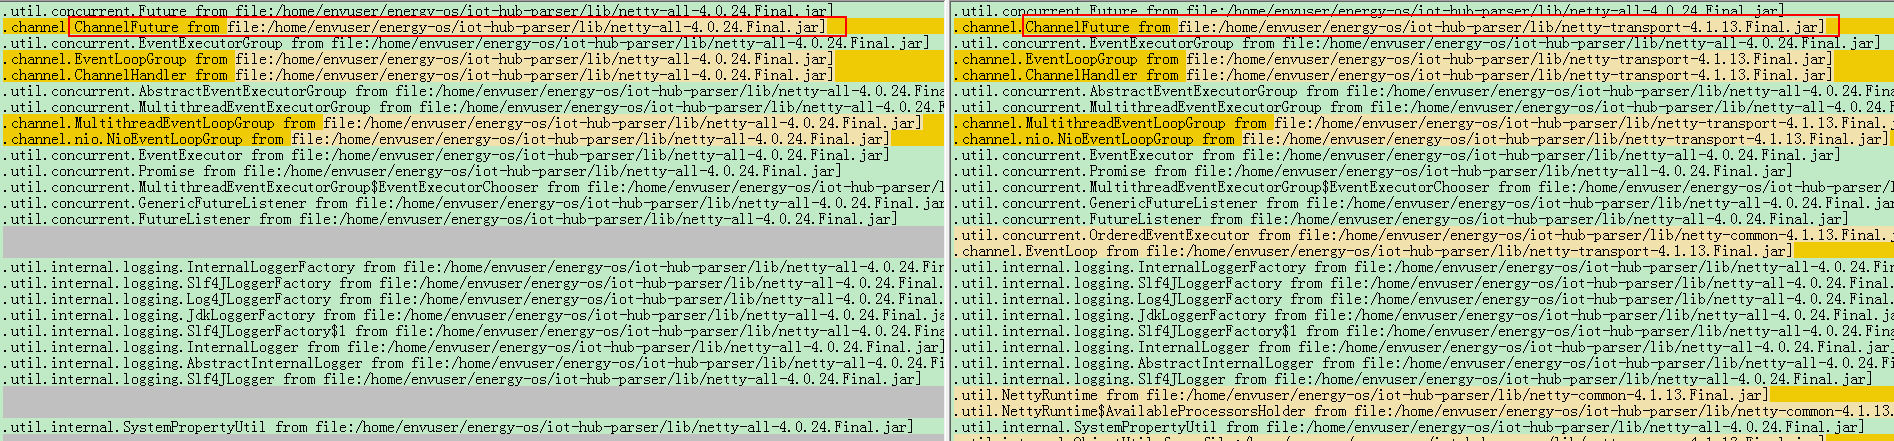 .util.concurrent.Future from file:/home/envuser/energy-os/iot-hub-parser/lib/netty-all-4.0.24.Final.jar]
.channel.ChannelFuture from file:/home/envuser/energy-os/iot-hub-parser/lib/netty-all-4.0.24.Final.jar]
.util.concurrent.EventExecutorGroup from file:/home/envuser/energy-os/iot-hub-parser/lib/netty-all-4.0.24.Final.jar]
.channel.EventLoopGroup from file:/home/envuser/energy-os/iot-hub-parser/lib/netty-all-4.0.24.Final.jar]
.channel.ChannelHandler from file:/home/envuser/energy-os/iot-hub-parser/lib/netty-all-4.0.24.Final.jar]
.util.concurrent.AbstractEventExecutorGroup from file:/home/envuser/energy-os/iot-hub-parser/lib/netty-all-4.0.24.Fina
.util.concurrent.MultithreadEventExecutorGroup from file:/home/envuser/energy-os/iot-hub-parser/lib/netty-all-4.0.24.F
.channel.MultithreadEventLoopGroup from file:/home/envuser/energy-os/iot-hub-parser/lib/netty-all-4.0.24.Final.jar]
.channel.nio.NioEventLoopGroup from file:/home/envuser/energy-os/iot-hub-parser/lib/netty-all-4.0.24.Final.jar]
.util.concurrent.EventExecutor from file:/home/envuser/energy-os/iot-hub-parser/lib/netty-all-4.0.24.Final.jar]
.util.concurrent.Promise from file:/home/envuser/energy-os/iot-hub-parser/lib/netty-all-4.0.24.Final.jar]
.util.concurrent.MultithreadEventExecutorGroup$EventExecutorChooser from file:/home/envuser/energy-os/iot-hub-parser/l
.util.concurrent.GenericFutureListener from file:/home/envuser/energy-os/iot-hub-parser/lib/netty-all-4.0.24.Final.jar
.util.concurrent.FutureListener from file:/home/envuser/energy-os/iot-hub-parser/lib/netty-all-4.0.24.Final.jar]
.util.internal.logging.InternalLoggerFactory from file:/home/envuser/energy-os/iot-hub-parser/lib/netty-all-4.0.24.Fin
.util.internal.logging.Slf4JLoggerFactory from file:/home/envuser/energy-os/iot-hub-parser/lib/netty-all-4.0.24.Final.
.util.internal.logging.Log4JLoggerFactory from file:/home/envuser/energy-os/iot-hub-parser/lib/netty-all-4.0.24.Final.
.util.internal.logging.JdkLoggerFactory from file:/home/envuser/energy-os/iot-hub-parser/lib/netty-all-4.0.24.Final.ja
.util.internal.logging.Slf4JLoggerFactory$1 from file:/home/envuser/energy-os/iot-hub-parser/lib/netty-all-4.0.24.Fina
.util.internal.logging.InternalLogger from file:/home/envuser/energy-os/iot-hub-parser/lib/netty-all-4.0.24.Final.jar]
.util.internal.logging.AbstractInternalLogger from file:/home/envuser/energy-os/iot-hub-parser/lib/netty-all-4.0.24.Fi
.util.internal.logging.Slf4JLogger from file:/home/envuser/energy-os/iot-hub-parser/lib/netty-all-4.0.24.Final.jar]
.util.internal.SystemPropertyUtil from file:/home/envuser/energy-os/iot-hub-parser/lib/netty-all-4.0.24.Final.jar]
.util.concurrent.Future from file:/home/envuser/energy-os/iot-hub-parser/lib/netty-all-4.0.24.Final.jar]
.channel.ChannelFuture from file:/home/envuser/energy-os/iot-hub-parser/lib/netty-transport-4.1.13.Final.jar]
.util.concurrent.EventExecutorGroup from file:/home/envuser/energy-os/iot-hub-parser/lib/netty-all-4.0.24.Final.jar]
.channel.EventLoopGroup from file:/home/envuser/energy-os/iot-hub-parser/lib/netty-transport-4.1.13.Final.jar]
.channel.ChannelHandler from file:/home/envuser/energy-os/iot-hub-parser/lib/netty-transport-4.1.13.Final.jar]
.util.concurrent.AbstractEventExecutorGroup from file:/home/envuser/energy-os/iot-hub-parser/lib/netty-all-4.0.24.Fina
.util.concurrent.MultithreadEventExecutorGroup from file:/home/envuser/energy-os/iot-hub-parser/lib/netty-all-4.0.24.F
.channel.MultithreadEventLoopGroup from file:/home/envuser/energy-os/iot-hub-parser/lib/netty-transport-4.1.13.Final.j
.channel.nio.NioEventLoopGroup from file:/home/envuser/energy-os/iot-hub-parser/lib/netty-transport-4.1.13.Final.jar]
.util.concurrent.EventExecutor from file:/home/envuser/energy-os/iot-hub-parser/lib/netty-all-4.0.24.Final.jar]
.util.concurrent.Promise from file:/home/envuser/energy-os/iot-hub-parser/lib/netty-all-4.0.24.Final.jar]
.util.concurrent.MultithreadEventExecutorGroup$EventExecutorChooser from file:/home/envuser/energy-os/iot-hub-parser/l
.util.concurrent.GenericFutureListener from file:/home/envuser/energy-os/iot-hub-parser/lib/netty-all-4.0.24.Final.jar
.util.concurrent.FutureListener from file:/home/envuser/energy-os/iot-hub-parser/lib/netty-all-4.0.24.Final.jar]
.util.concurrent.OrderedEventExecutor from file:/home/envuser/energy-os/iot-hub-parser/lib/netty-common-4.1.13.Final.
.channel.EventLoop from file:/home/envuser/energy-os/iot-hub-parser/lib/netty-transport-4.1.13.Final.jar]
.util.internal.logging.InternalLoggerFactory from file:/home/envuser/energy-os/iot-hub-parser/lib/netty-all-4.0.24.Fin
.util.internal.logging.Slf4JLoggerFactory from file:/home/envuser/energy-os/iot-hub-parser/lib/netty-all-4.0.24.Final.
.util.internal.logging.Log4JLoggerFactory from file:/home/envuser/energy-os/iot-hub-parser/lib/netty-all-4.0.24.Final.
.util.internal.logging.JdkLoggerFactory from file:/home/envuser/energy-os/iot-hub-parser/lib/netty-all-4.0.24.Final.ja
.util.internal.logging.Slf4JLoggerFactory$1 from file:/home/envuser/energy-os/iot-hub-parser/lib/netty-all-4.0.24.Fina
.util.internal.logging.InternalLogger from file:/home/envuser/energy-os/iot-hub-parser/lib/netty-all-4.0.24.Final.jar]
.util.internal.logging.AbstractInternalLogger from file:/home/envuser/energy-os/iot-hub-parser/lib/netty-all-4.0.24.Fi
.util.internal.logging.Slf4JLogger from file:/home/envuser/energy-os/iot-hub-parser/lib/netty-all-4.0.24.Final.jar]
.util.NettyRuntime from file:/home/envuser/energy-os/iot-hub-parser/lib/netty-common-4.1.13.Final.jar]
.util.NettyRuntime$AvailableProcessorsHolder from file:/home/envuser/energy-os/iot-hub-parser/lib/netty-common-4.1.13.
.util.internal.SystemPropertyUtil from file:/home/envuser/energy-os/iot-hub-parser/lib/netty-all-4.0.24.Final.jar]